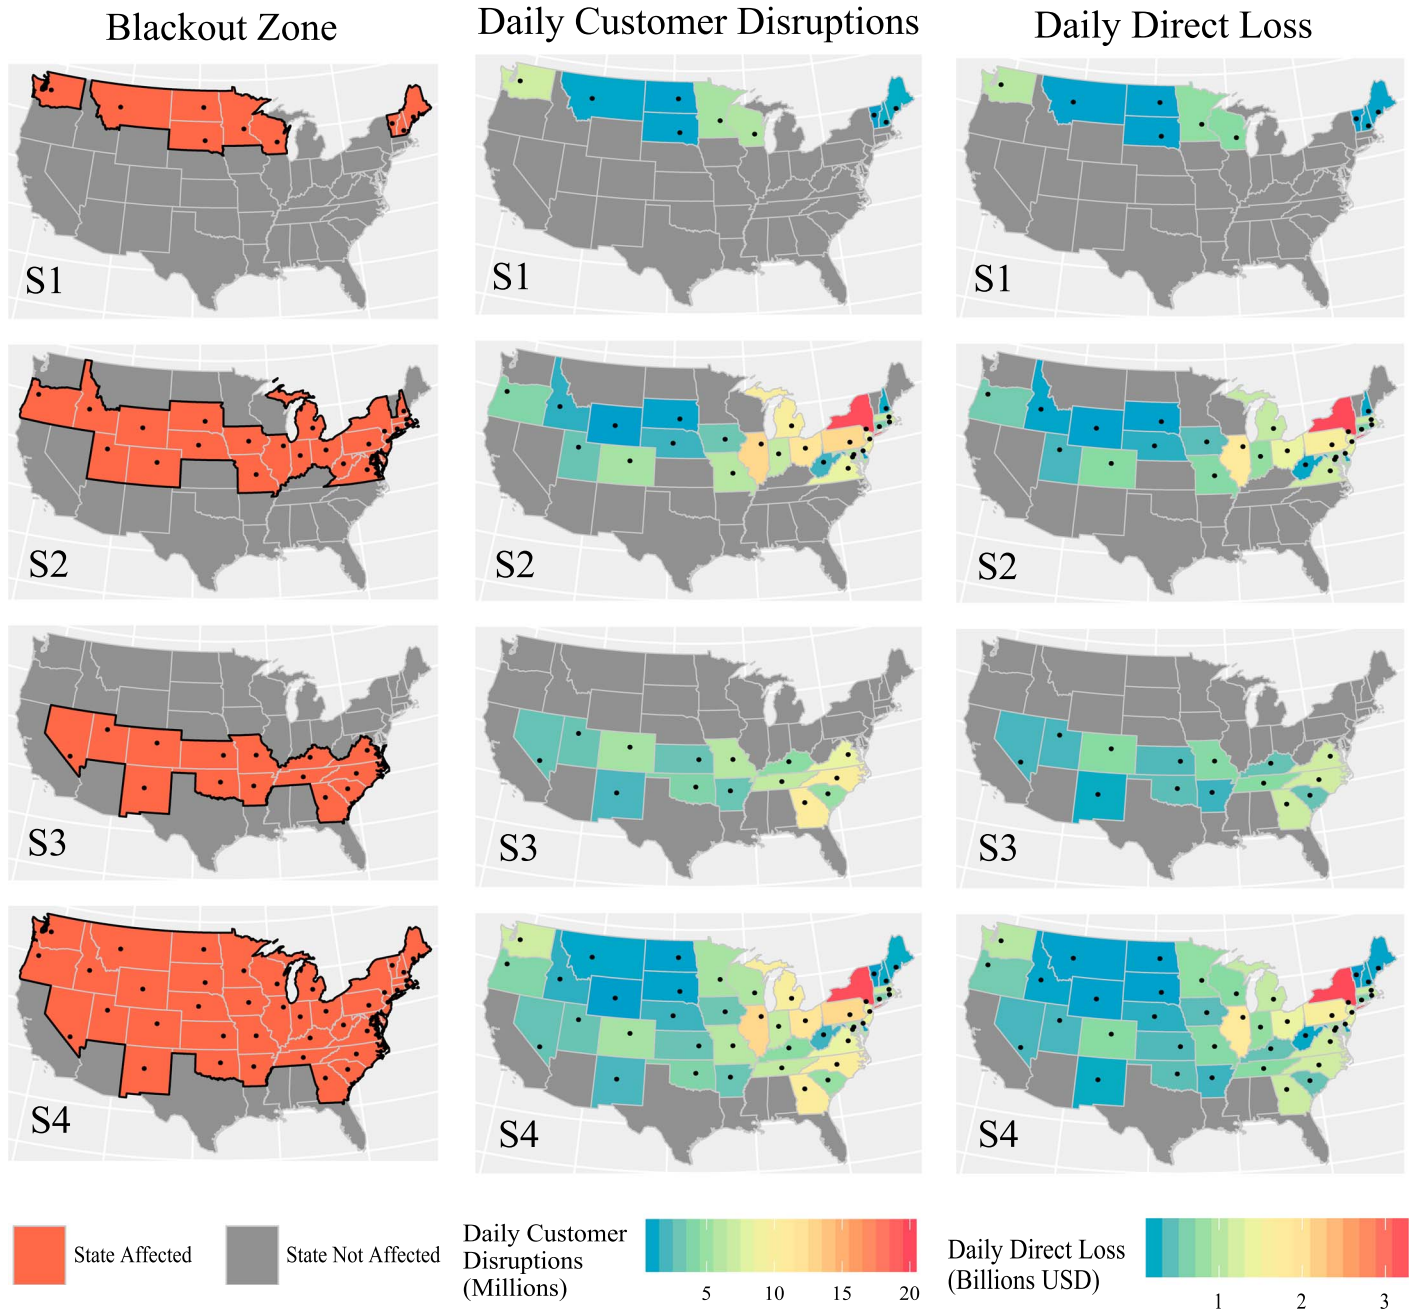 Blackout Zone
Daily Customer Disruptions
Daily Direct Loss
S1
S1
S1
S2
S2
S2
S3
S3
S3
S4
S4
S4
State Affected
State Not Affected
Daily Customer
Disruptions
(Millions)
5
10
15
20
Daily Direct Loss
(Billions USD)
1
2
3